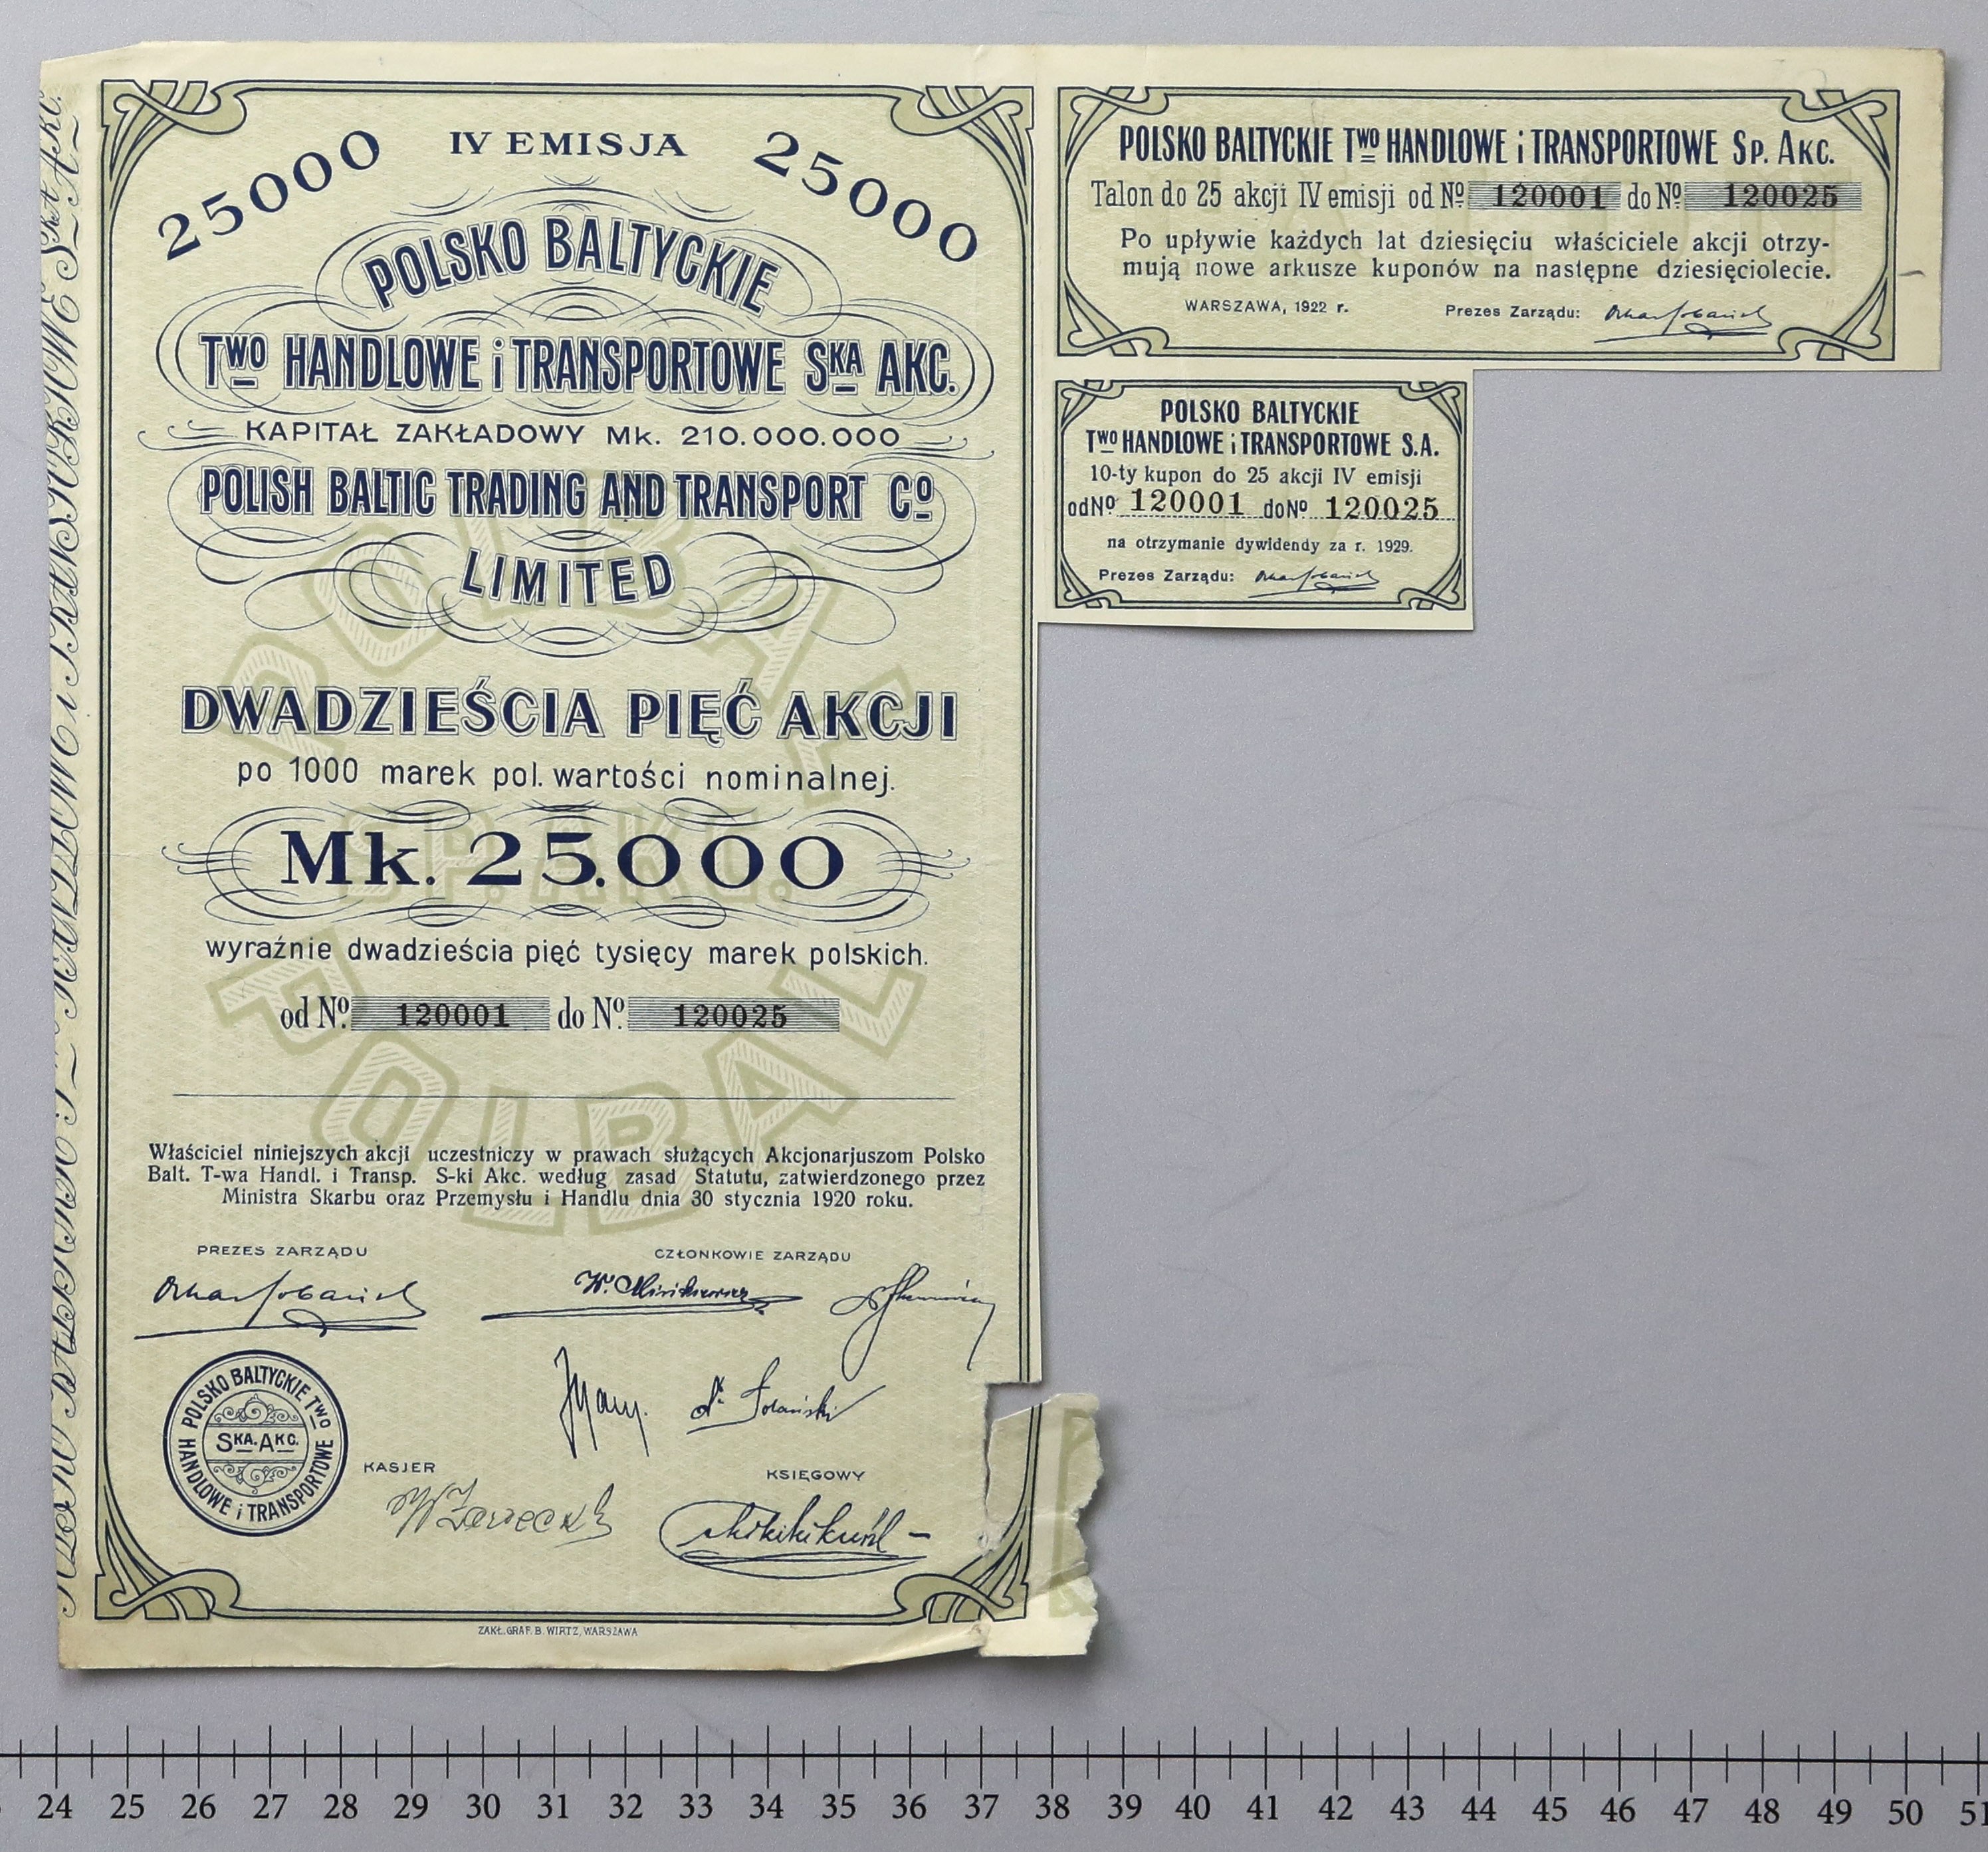 25000 IV EMISJA 25000
POLSKO BALTYCKIE
TWO HANDLOWE i TRANSPORTOWE SKA AKC.
KAPITAŁ ZAKŁADOWY Mk. 210.000.000
POLISH BALTIC TRADING AND TRANSPORT Co
LIMITED
DWADZIEŚCIA PIĘĆ AKCJI
po 1000 marek pol. wartości nominalnej.
Mk. 25.000
wyraźnie dwadzieścia pięć tysięcy marek polskich.
od No. 120001 do No. 120025
Właściciel niniejszych akcji uczestniczy w prawach służących Akcjonarjuszom Polsko
Balt. T-wa Handl. i Transp. S-ki Akc. według zasad Statutu, zatwierdzonego przez
Ministra Skarbu oraz Przemysłu i Handlu dnia 30 stycznia 1920 roku.
PREZES ZARZĄDU CZŁONKOWIE ZARZĄDU
POLSKO BALTYCKIE TWO
HANDLOWE i TRANSPORTOWE
SKA. AKC.
KASJER KSIĘGOWY
ZAKŁ. GRAF. B. WIRTZ, WARSZAWA
POLBAL
SP. AKC.
POLBAL
POLSKO BALTYCKIE TWO HANDLOWE i TRANSPORTOWE SP. AKC.
Talon do 25 akcji IV emisji od No 120001 do No 120025
Po upływie każdych lat dziesięciu właściciele akcji otrzy-
mują nowe arkusze kuponów na następne dziesięciolecie.
WARSZAWA, 1922 r. Prezes Zarządu:
POLSKO BALTYCKIE
TWO HANDLOWE i TRANSPORTOWE S.A.
10-ty kupon do 25 akcji IV emisji
od No 120001 do No 120025
na otrzymanie dywidendy za r. 1929.
Prezes Zarządu:
24 25 26 27 28 29 30 31 32 33 34 35 36 37 38 39 40 41 42 43 44 45 46 47 48 49 50 51